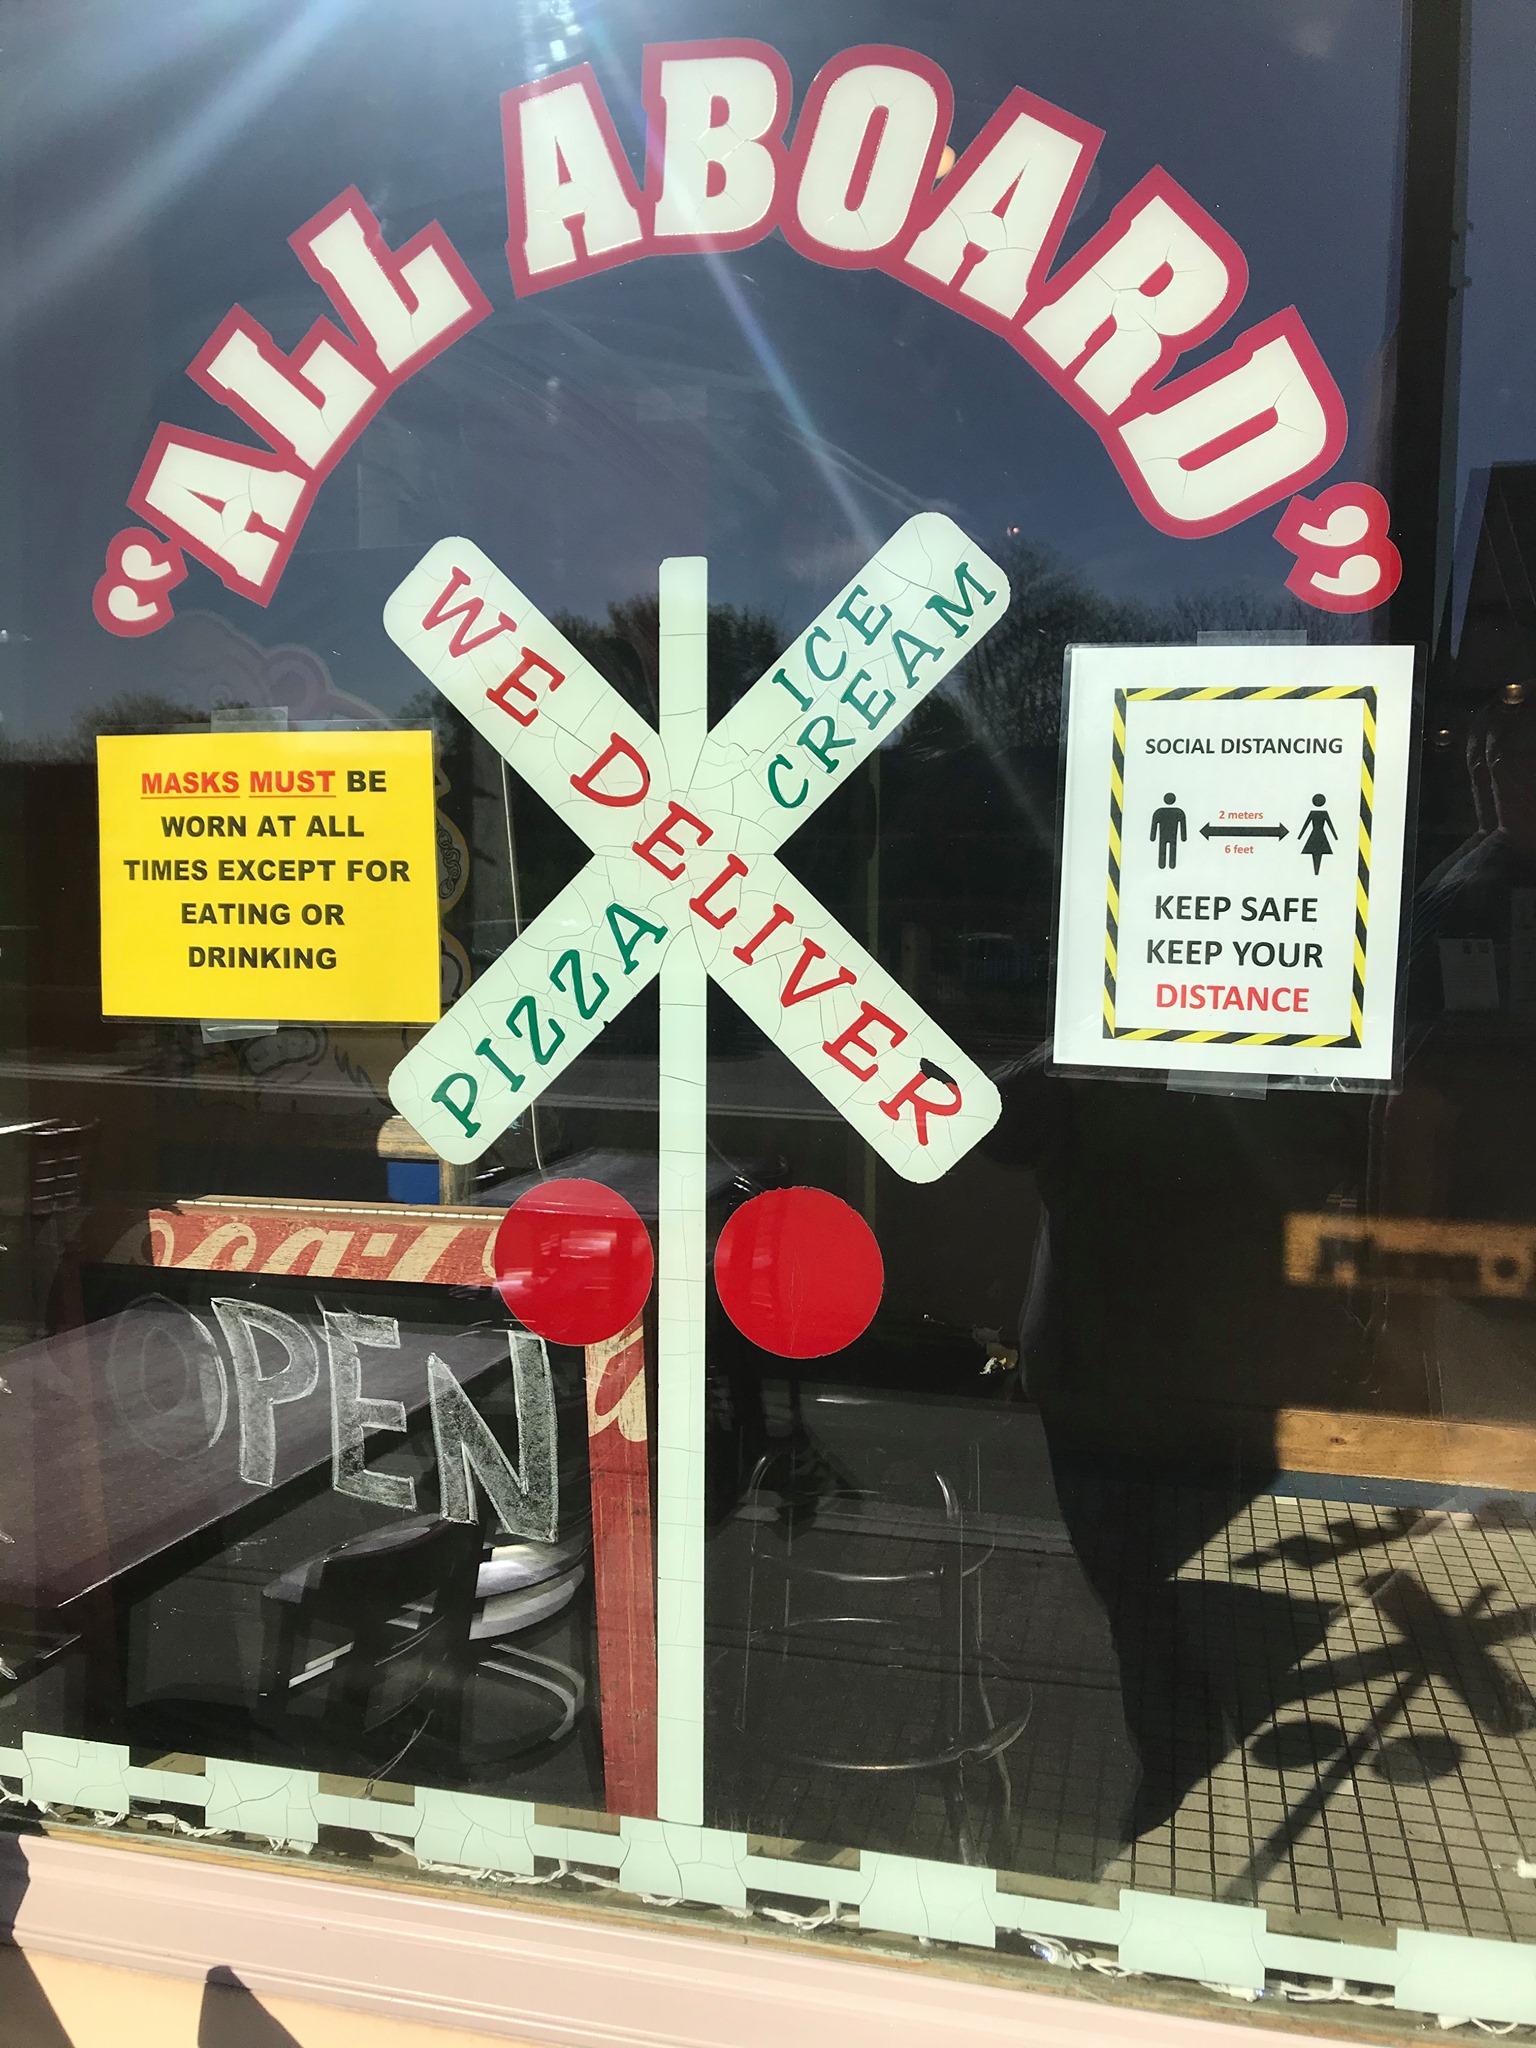 “ALL ABOARD”
WE DELIVER
ICE
CREAM
PIZZA
MASKS MUST BE
WORN AT ALL
TIMES EXCEPT FOR
EATING OR
DRINKING
SOCIAL DISTANCING
2 meters
6 feet
KEEP SAFE
KEEP YOUR
DISTANCE
OPEN